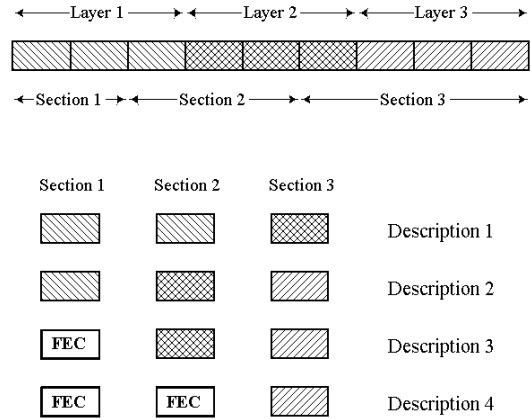 Layer 1 Layer 2 Layer 3
Section 1 Section 2 Section 3
Section 1 Section 2 Section 3
Description 1
Description 2
FEC Description 3
FEC FEC Description 4